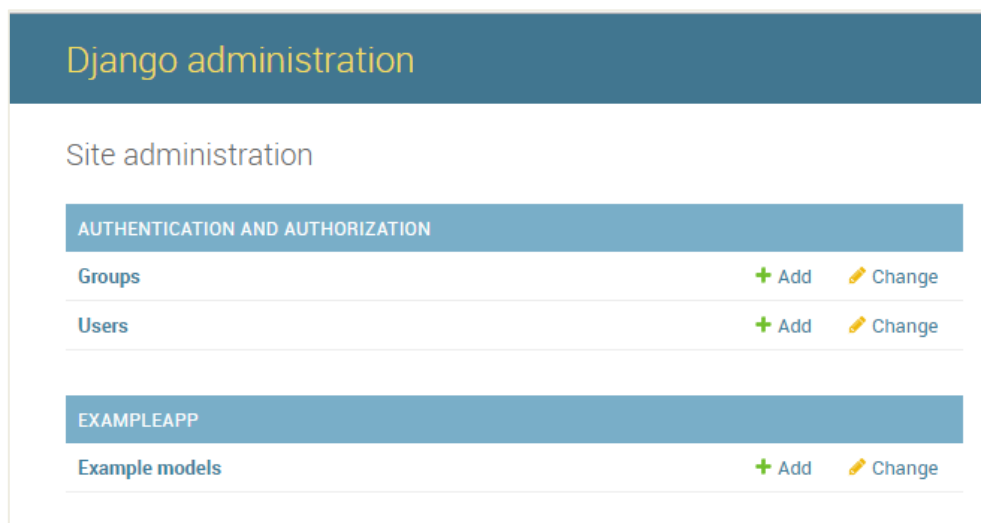 Django administration
Site administration
AUTHENTICATION AND AUTHORIZATION
Groups Add Change
Users Add Change
EXAMPLEAPP
Example models Add Change